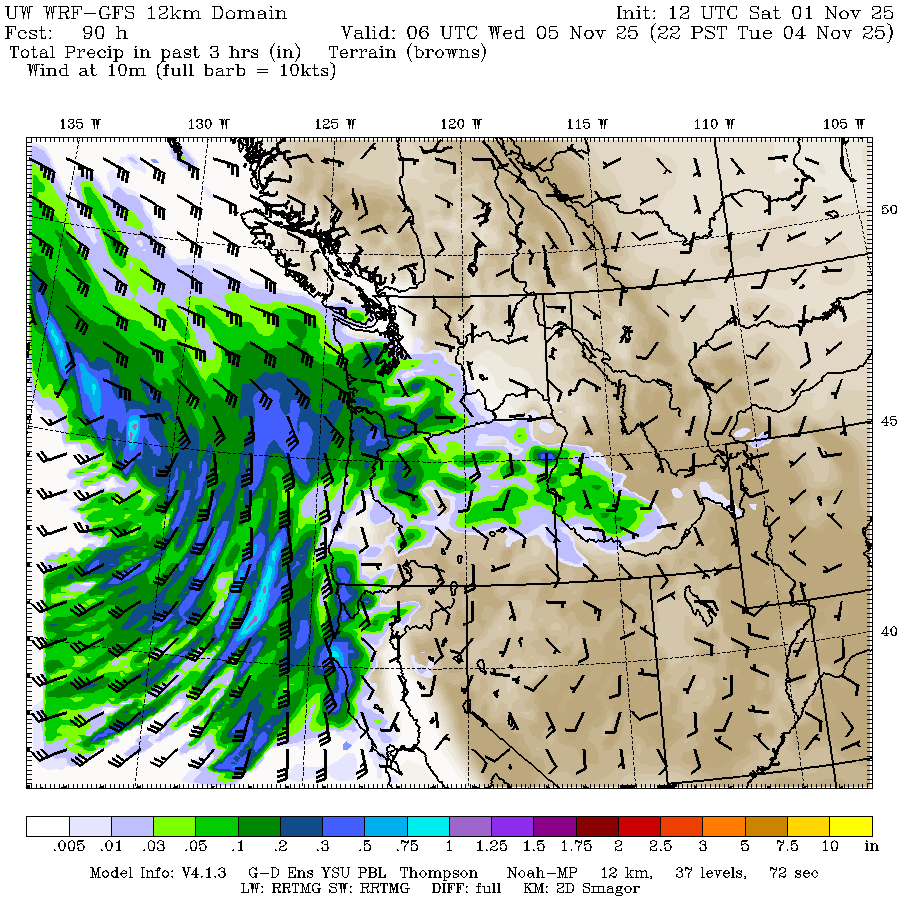 UW WRF-GFS 12km Domain Init: 12 UTC Sat 01 Nov 25
Fcst: 90 h Valid: 06 UTC Wed 05 Nov 25 (22 PST Tue 04 Nov 25)
Total Precip in past 3 hrs (in) Terrain (browns)
Wind at 10m (full barb = 10kts)
135 W 130 W 125 W 120 W 115 W 110 W 105 W
50
45
40
.005 .01 .03 .05 .1 .2 .3 .5 .75 1 1.25 1.5 1.75 2 2.5 3 5 7.5 10 in
Model Info: V4.1.3 G-D Ens YSU PBL Thompson Noah-MP 12 km, 37 levels, 72 sec
LW: RRTMG SW: RRTMG DIFF: full KM: 2D Smagor